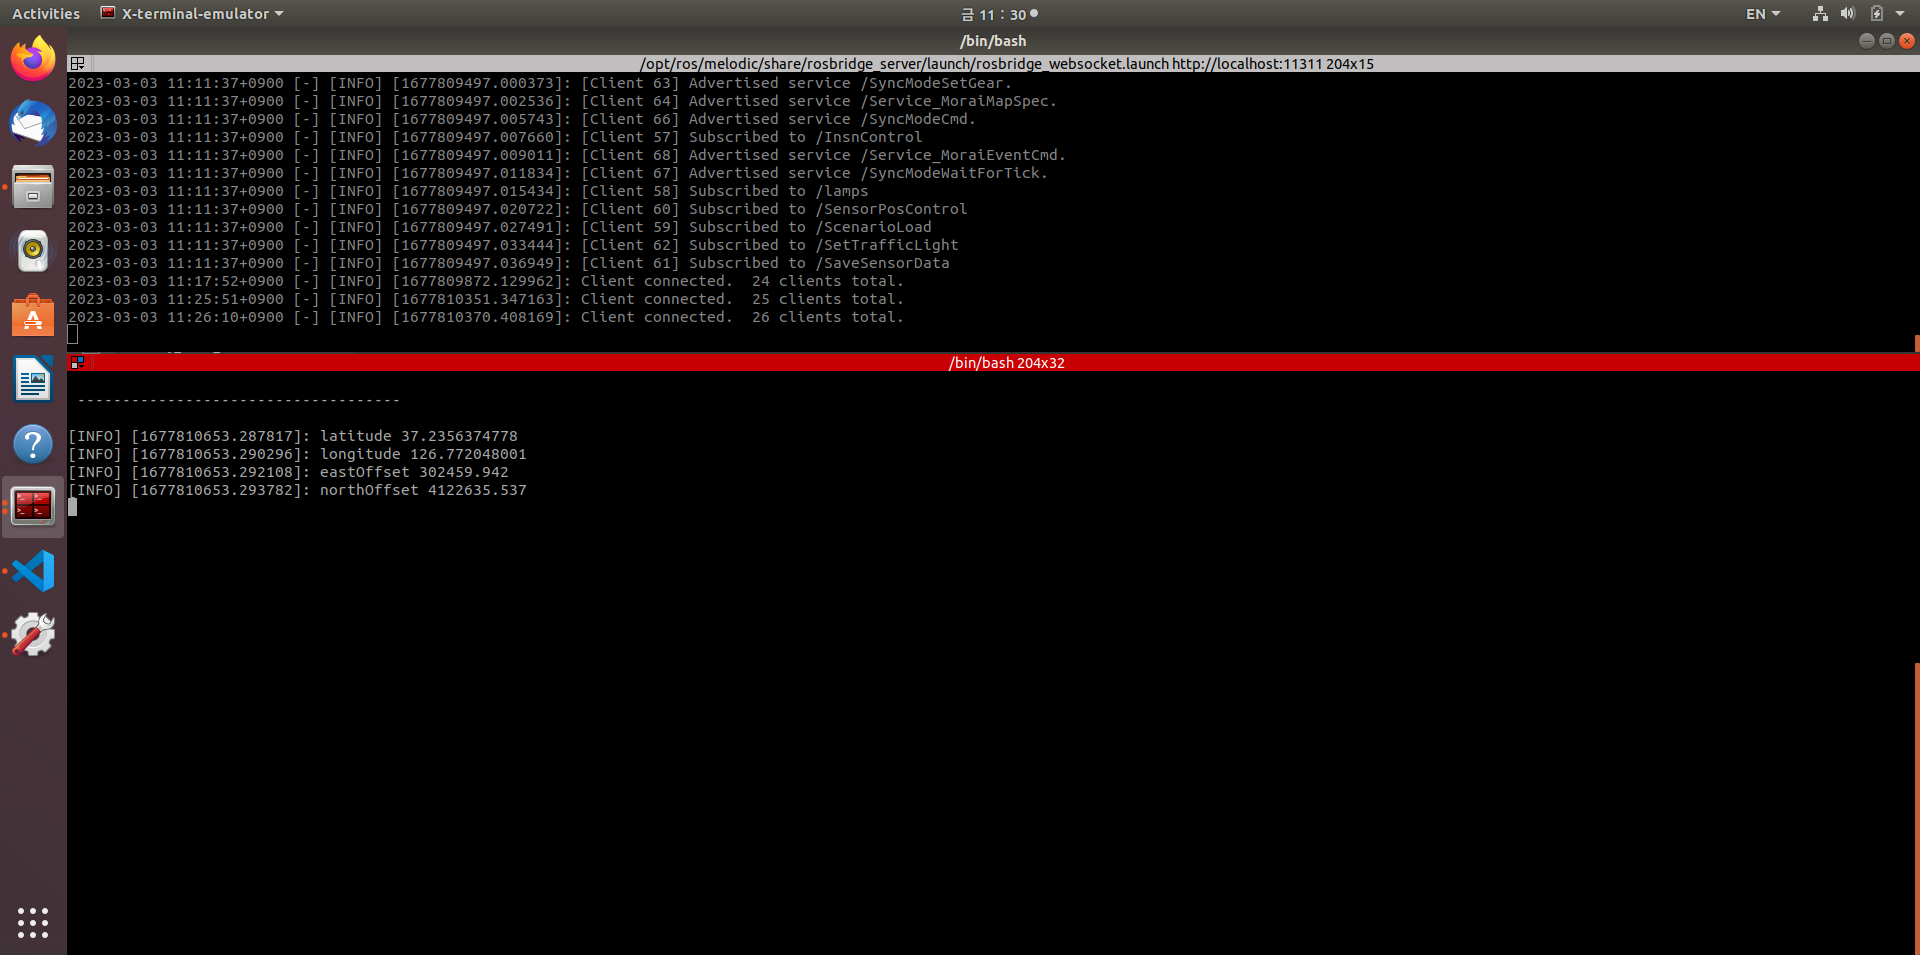 Activities X-terminal-emulator 금 11 : 30 EN
/bin/bash
/opt/ros/melodic/share/rosbridge_server/launch/rosbridge_websocket.launch http://localhost:11311 204x15
2023-03-03 11:11:37+0900 [-] [INFO] [1677809497.000373]: [Client 63] Advertised service /SyncModeSetGear.
2023-03-03 11:11:37+0900 [-] [INFO] [1677809497.002536]: [Client 64] Advertised service /Service_MoraiMapSpec.
2023-03-03 11:11:37+0900 [-] [INFO] [1677809497.005743]: [Client 66] Advertised service /SyncModeCmd.
2023-03-03 11:11:37+0900 [-] [INFO] [1677809497.007660]: [Client 57] Subscribed to /InsnControl
2023-03-03 11:11:37+0900 [-] [INFO] [1677809497.009011]: [Client 68] Advertised service /Service_MoraiEventCmd.
2023-03-03 11:11:37+0900 [-] [INFO] [1677809497.011834]: [Client 67] Advertised service /SyncModeWaitForTick.
2023-03-03 11:11:37+0900 [-] [INFO] [1677809497.015434]: [Client 58] Subscribed to /lamps
2023-03-03 11:11:37+0900 [-] [INFO] [1677809497.020722]: [Client 60] Subscribed to /SensorPosControl
2023-03-03 11:11:37+0900 [-] [INFO] [1677809497.027491]: [Client 59] Subscribed to /ScenarioLoad
2023-03-03 11:11:37+0900 [-] [INFO] [1677809497.033444]: [Client 62] Subscribed to /SetTrafficLight
2023-03-03 11:11:37+0900 [-] [INFO] [1677809497.036949]: [Client 61] Subscribed to /SaveSensorData
2023-03-03 11:17:52+0900 [-] [INFO] [1677809872.129962]: Client connected.  24 clients total.
2023-03-03 11:25:51+0900 [-] [INFO] [1677810351.347163]: Client connected.  25 clients total.
2023-03-03 11:26:10+0900 [-] [INFO] [1677810370.408169]: Client connected.  26 clients total.
/bin/bash 204x32
------------------------------------
[INFO] [1677810653.287817]: latitude 37.2356374778
[INFO] [1677810653.290296]: longitude 126.772048001
[INFO] [1677810653.292108]: eastOffset 302459.942
[INFO] [1677810653.293782]: northOffset 4122635.537